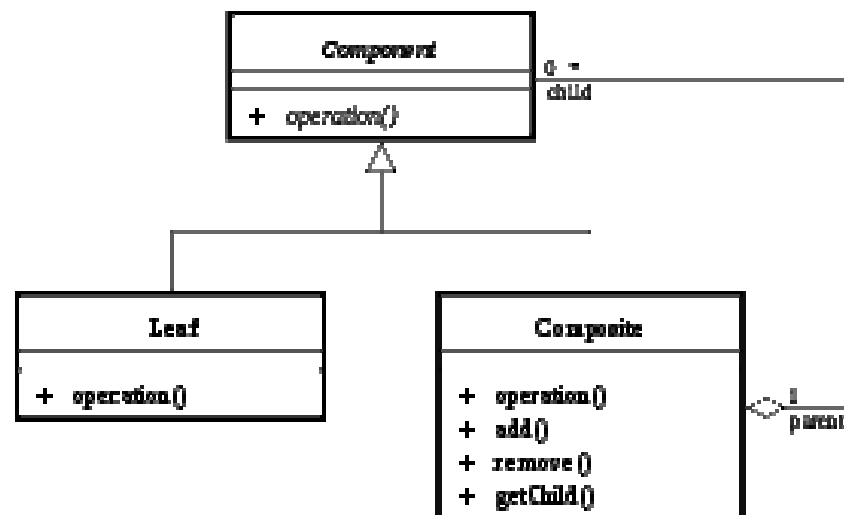 Component
0 *
child
+ operation()
Leaf
+ operation()
Composite
+ operation()
+ add()
+ remove()
+ getChild()
1
parent